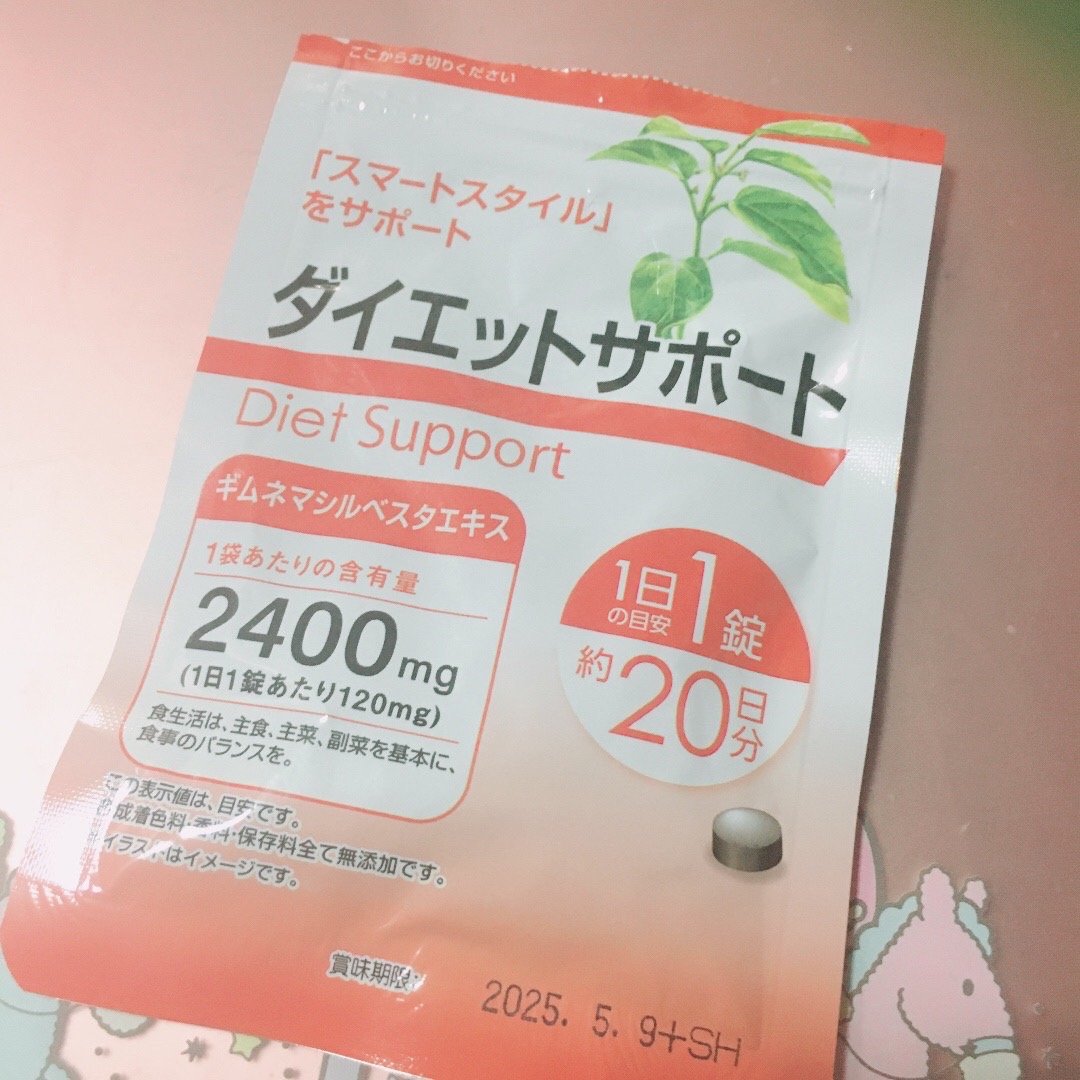 ここからお切りください
「スマートスタイル」
をサポート
ダイエットサポート
Diet Support
ギムネマシルベスタエキス
1袋あたりの含有量
2400mg
(1日1錠あたり120mg)
食生活は、主食、主菜、副菜を基本に、
食事のバランスを。
1日の目安1錠
約20日分
この表示値は、目安です。
成着色料・香料・保存料全て無添加です。
イラストはイメージです。
賞味期限:
2025. 5. 9+SH